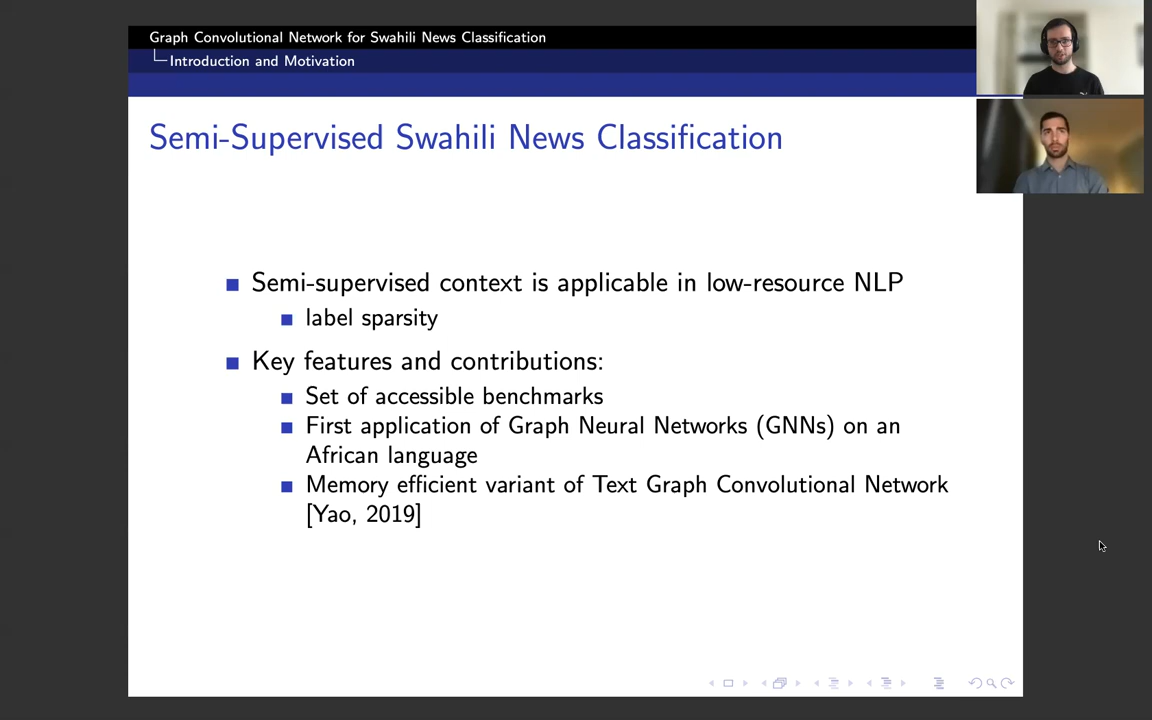 Graph Convolutional Network for Swahili News Classification
Introduction and Motivation
Semi-Supervised Swahili News Classification
Semi-supervised context is applicable in low-resource NLP
label sparsity
Key features and contributions:
Set of accessible benchmarks
First application of Graph Neural Networks (GNNs) on an
African language
Memory efficient variant of Text Graph Convolutional Network
[Yao, 2019]